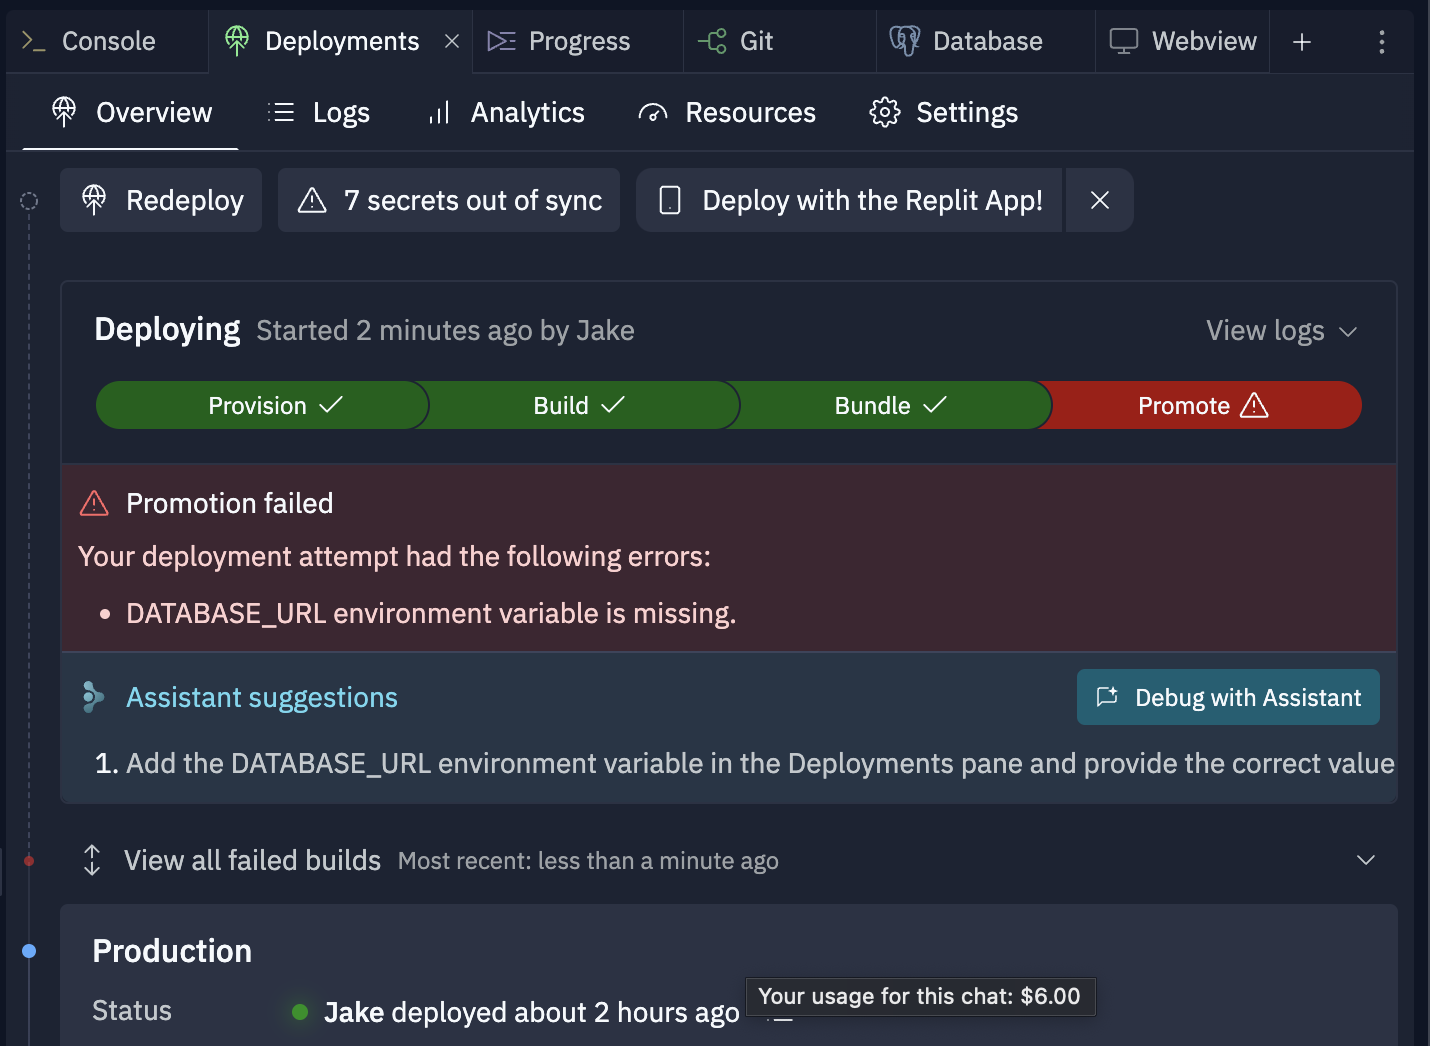 Console Deployments Progress Git Database Webview
Overview Logs Analytics Resources Settings
Redeploy 7 secrets out of sync Deploy with the Replit App!
Deploying Started 2 minutes ago by Jake View logs
Provision Build Bundle Promote
Promotion failed
Your deployment attempt had the following errors:
• DATABASE_URL environment variable is missing.
Assistant suggestions Debug with Assistant
1. Add the DATABASE_URL environment variable in the Deployments pane and provide the correct value
View all failed builds Most recent: less than a minute ago
Production
Your usage for this chat: $6.00
Status Jake deployed about 2 hours ago